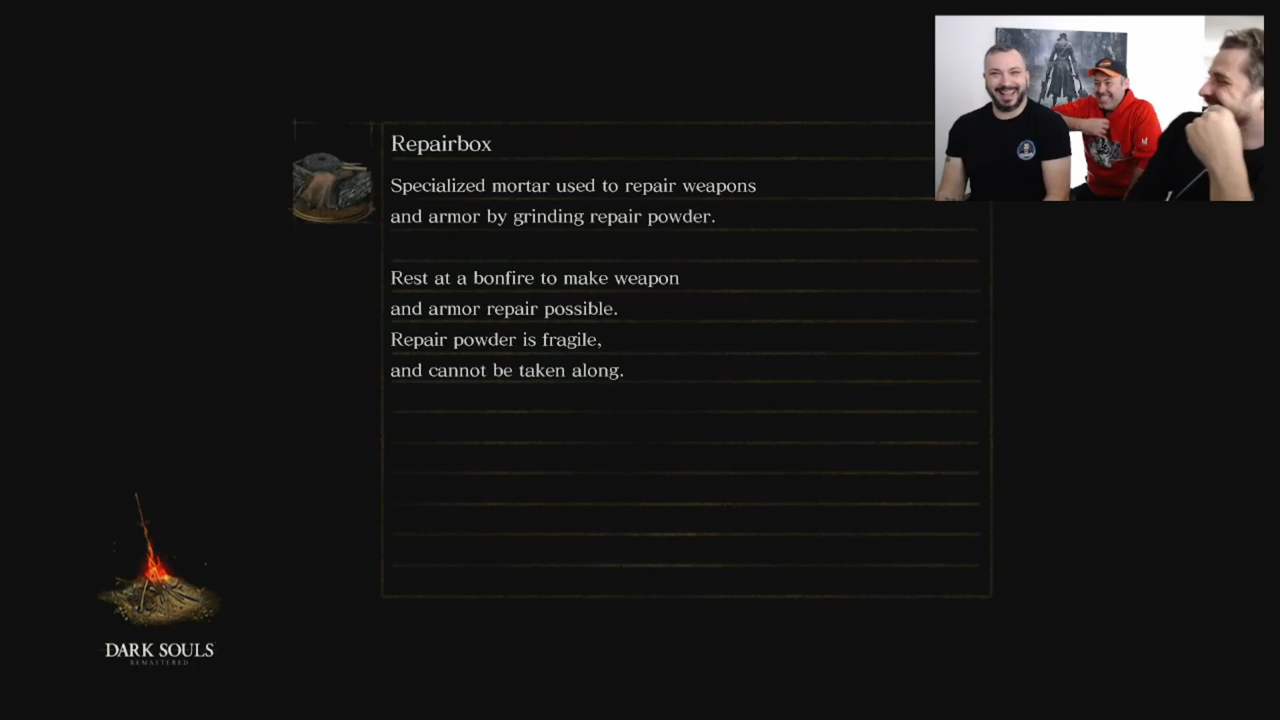 Repairbox
Specialized mortar used to repair weapons
and armor by grinding repair powder.
Rest at a bonfire to make weapon
and armor repair possible.
Repair powder is fragile,
and cannot be taken along.
DARK SOULS
REMASTERED